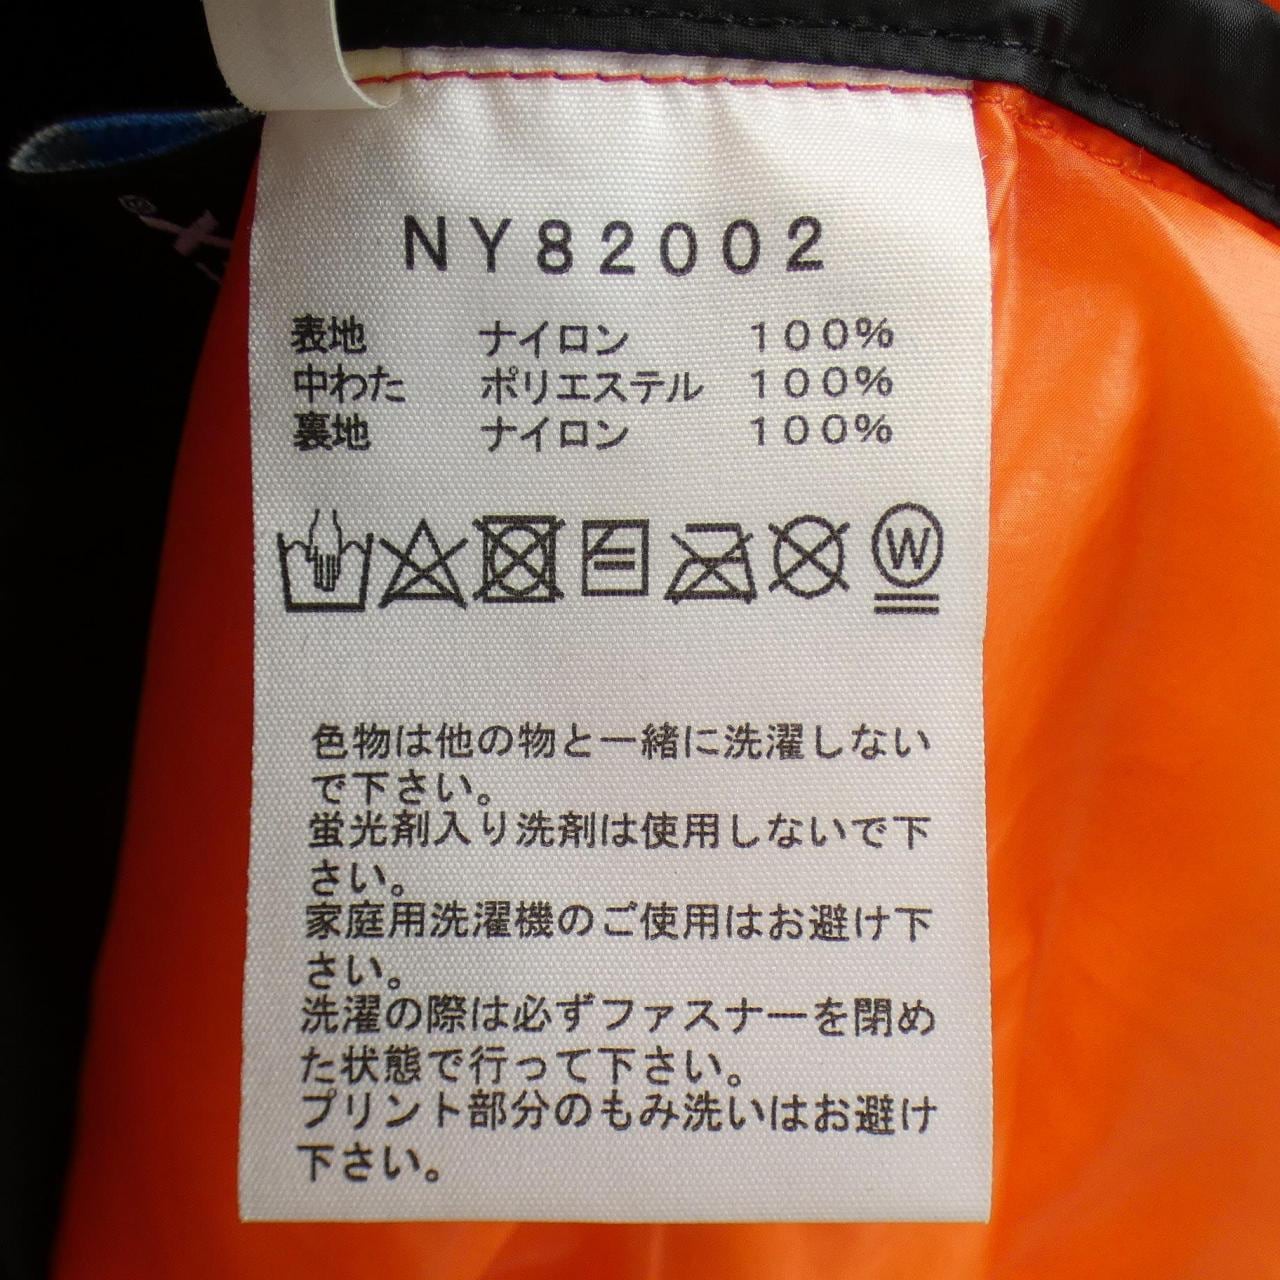 NY82002
表地 ナイロン 100%
中わた ポリエステル 100%
裏地 ナイロン 100%
W
色物は他の物と一緒に洗濯しない
で下さい。
蛍光剤入り洗剤は使用しないで下
さい。
家庭用洗濯機のご使用はお避け下
さい。
洗濯の際は必ずファスナーを閉め
た状態で行って下さい。
プリント部分のもみ洗いはお避け
下さい。